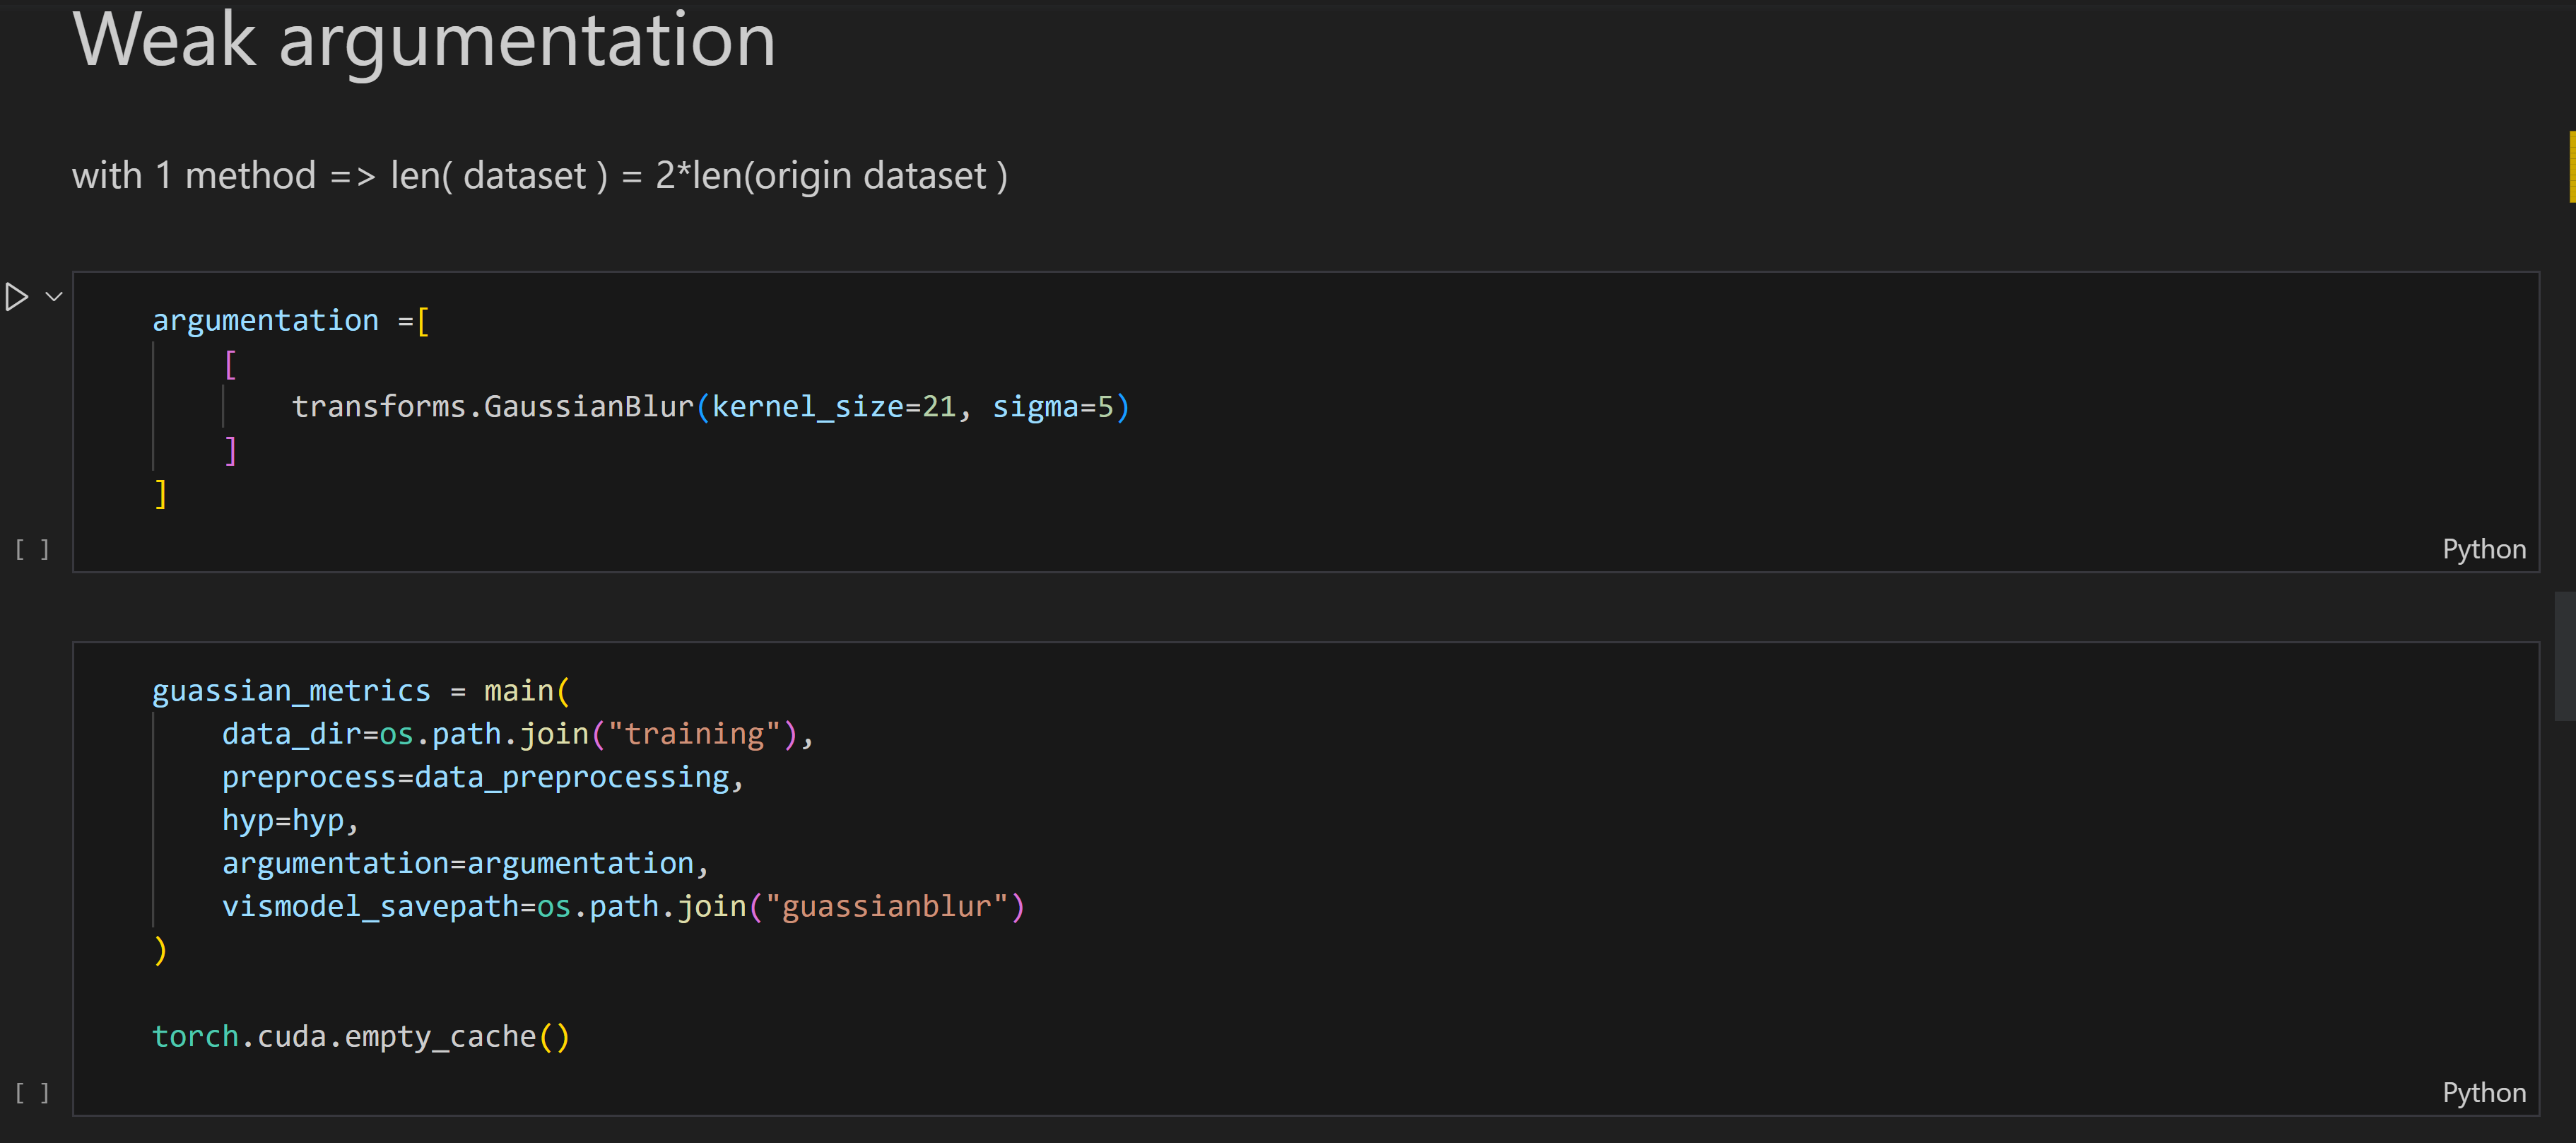 Weak argumentation
with 1 method => len( dataset ) = 2*len(origin dataset )
argumentation =[
[
transforms.GaussianBlur(kernel_size=21, sigma=5)
]
]
[ ]
Python
guassian_metrics = main(
data_dir=os.path.join("training"),
preprocess=data_preprocessing,
hyp=hyp,
argumentation=argumentation,
vismodel_savepath=os.path.join("guassianblur")
)
torch.cuda.empty_cache()
[ ]
Python